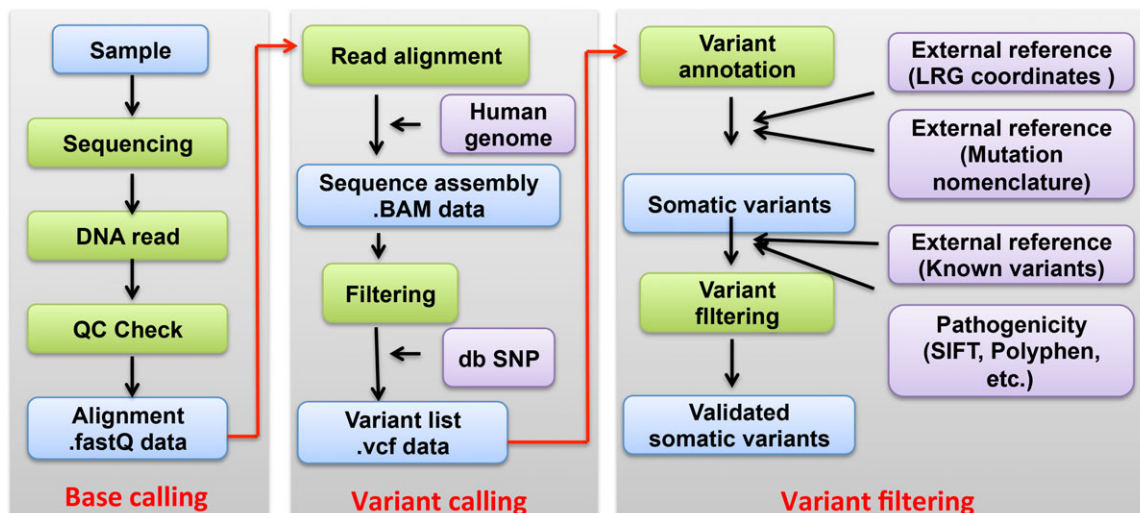 Sample
Sequencing
DNA read
QC Check
Alignment
.fastQ data
Base calling
Read alignment
Human
genome
Sequence assembly
.BAM data
Filtering
db SNP
Variant list
.vcf data
Variant calling
Variant
annotation
External reference
(LRG coordinates )
External reference
(Mutation
nomenclature)
Somatic variants
External reference
(Known variants)
Variant
fIltering
Pathogenicity
(SIFT, Polyphen,
etc.)
Validated
somatic variants
Variant filtering